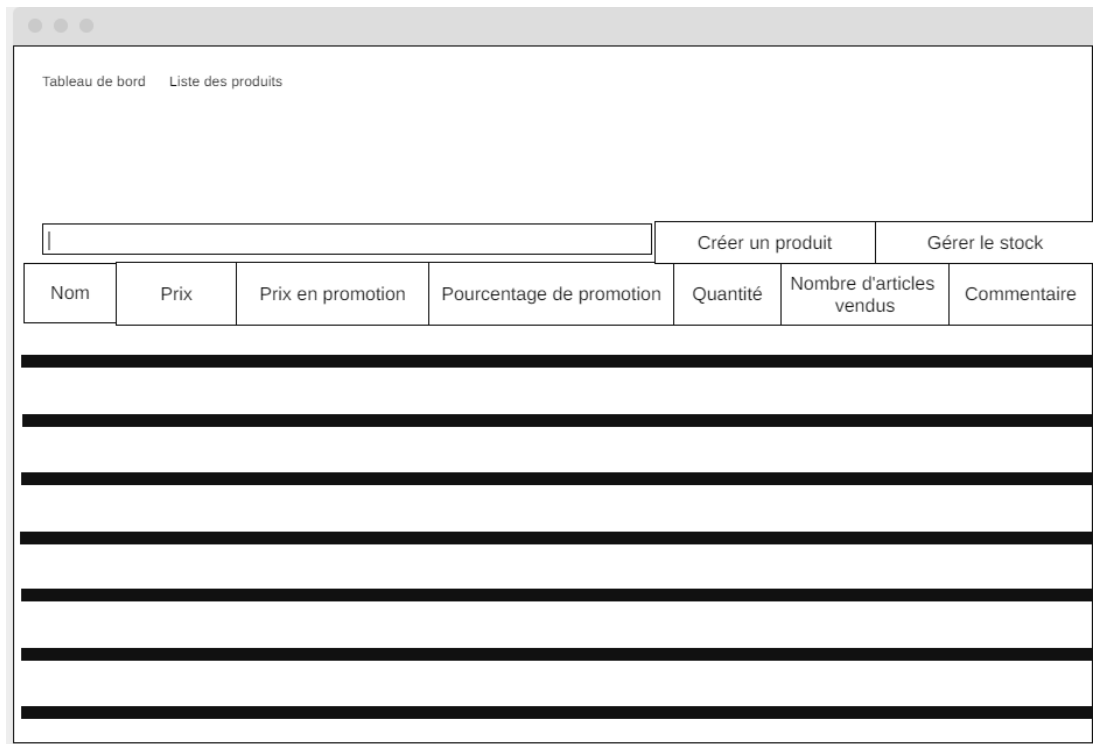 Tableau de bord Liste des produits
Créer un produit Gérer le stock
Nom Prix Prix en promotion Pourcentage de promotion Quantité Nombre d'articles vendus Commentaire